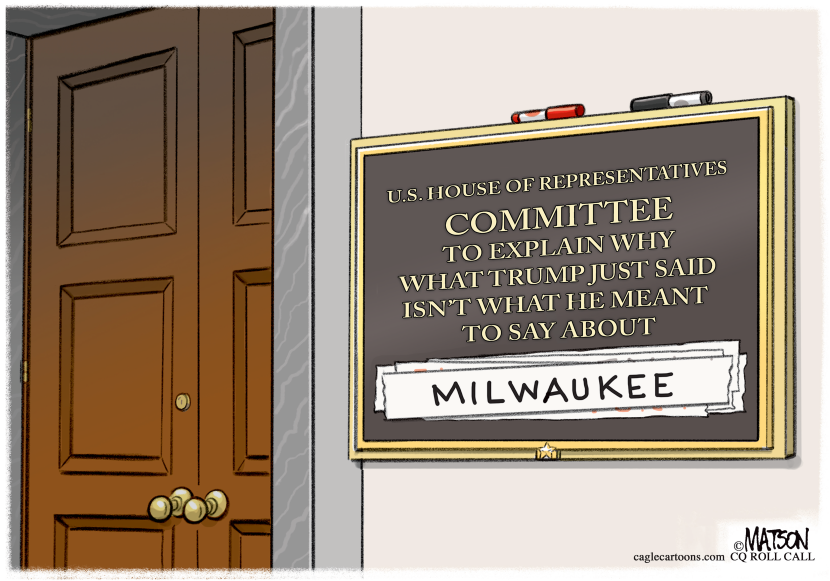 U.S. HOUSE OF REPRESENTATIVES
COMMITTEE
TO EXPLAIN WHY
WHAT TRUMP JUST SAID
ISN'T WHAT HE MEANT
TO SAY ABOUT
MILWAUKEE
©MATSON
caglecartoons.com CQ ROLL CALL